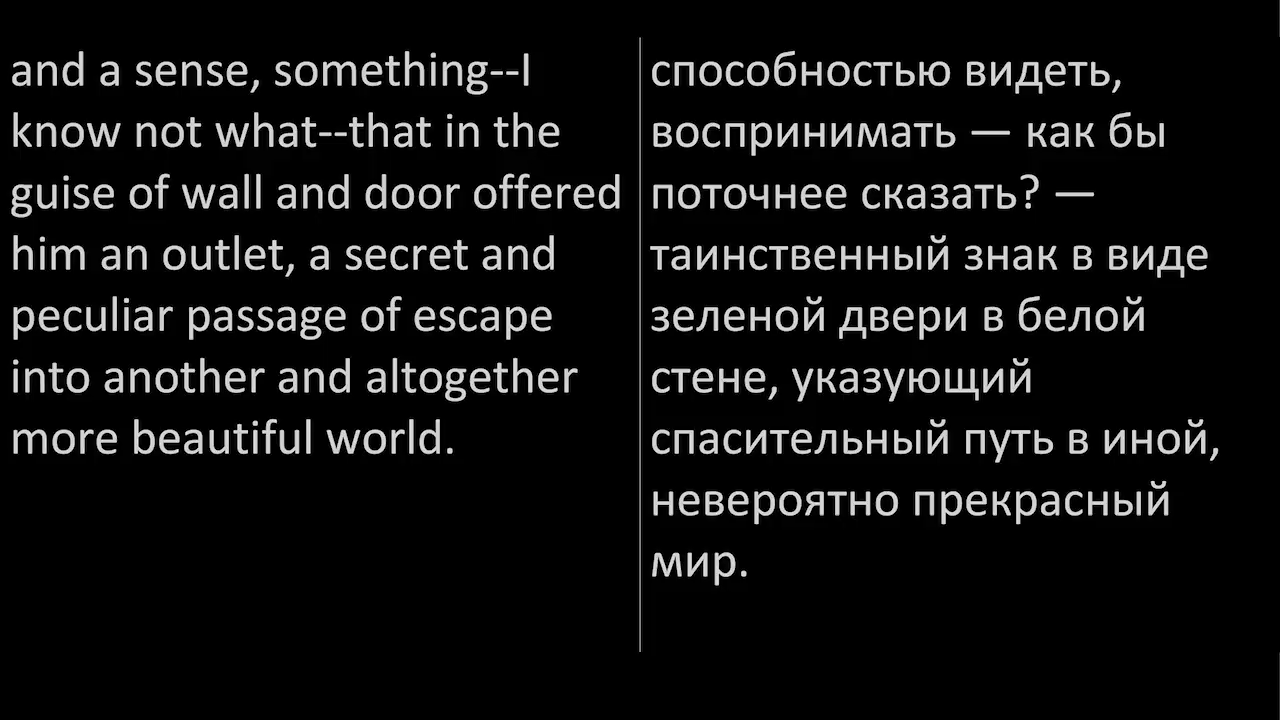 and a sense, something--I
know not what--that in the
guise of wall and door offered
him an outlet, a secret and
peculiar passage of escape
into another and altogether
more beautiful world.
способностью видеть,
воспринимать — как бы
поточнее сказать? —
таинственный знак в виде
зеленой двери в белой
стене, указующий
спасительный путь в иной,
невероятно прекрасный
мир.